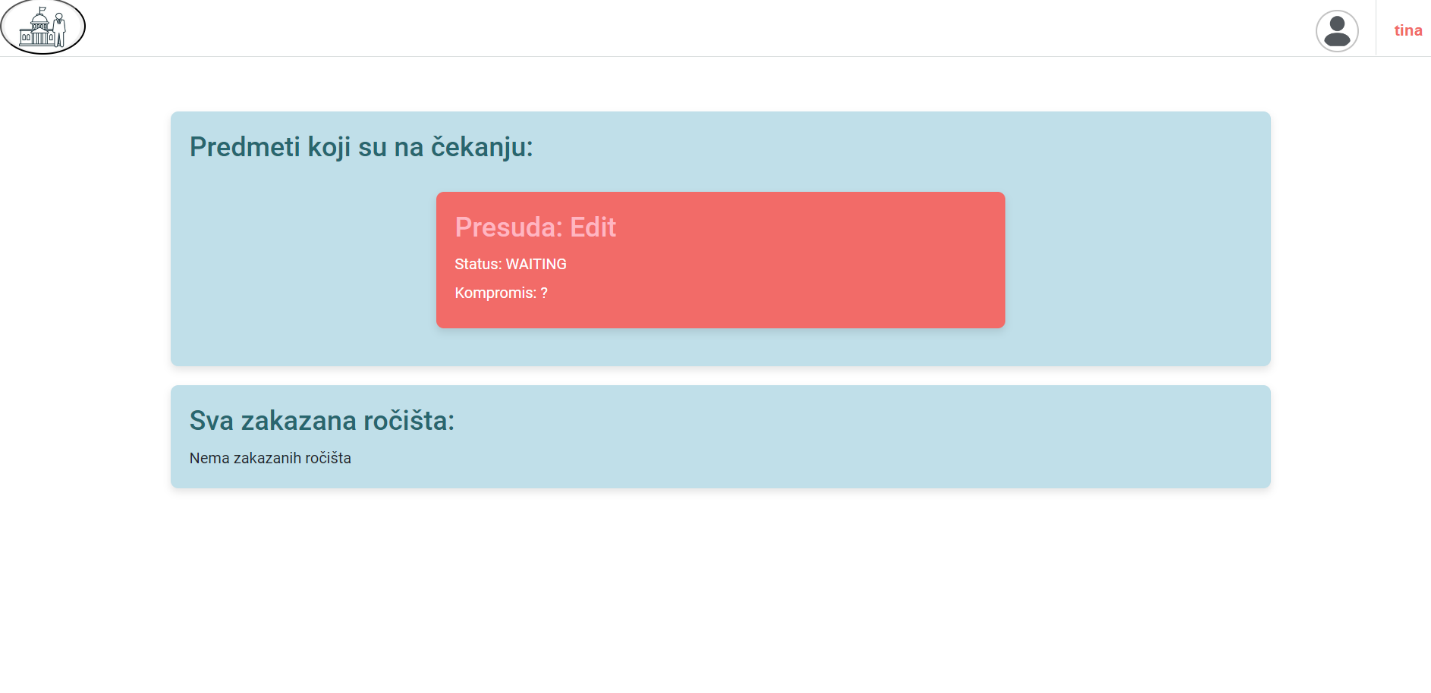 tina
Predmeti koji su na čekanju:
Presuda: Edit
Status: WAITING
Kompromis: ?
Sva zakazana ročišta:
Nema zakazanih ročišta